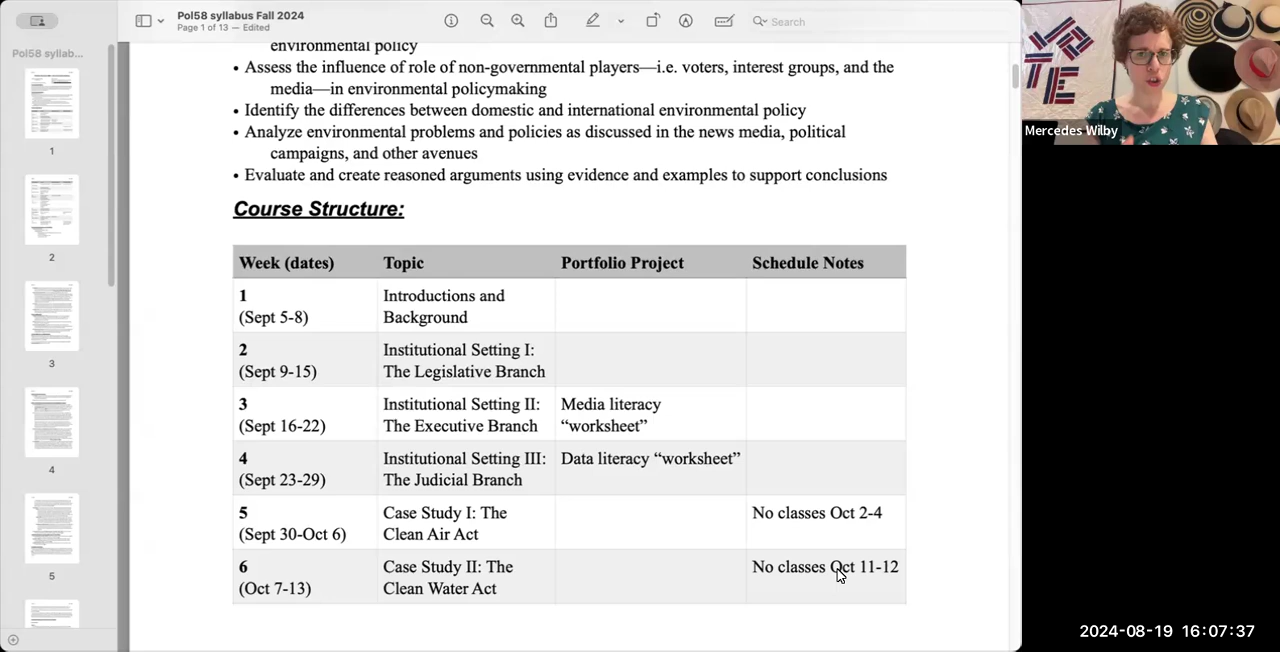 Pol58 syllabus Fall 2024
Page 1 of 13 — Edited
Search
Pol58 syllab...
1
2
3
4
5
environmental policy
• Assess the influence of role of non-governmental players—i.e. voters, interest groups, and the
media—in environmental policymaking
• Identify the differences between domestic and international environmental policy
• Analyze environmental problems and policies as discussed in the news media, political
campaigns, and other avenues
• Evaluate and create reasoned arguments using evidence and examples to support conclusions
Course Structure:
Week (dates) Topic Portfolio Project Schedule Notes
1 Introductions and
(Sept 5-8) Background
2 Institutional Setting I:
(Sept 9-15) The Legislative Branch
3 Institutional Setting II: Media literacy
(Sept 16-22) The Executive Branch “worksheet”
4 Institutional Setting III: Data literacy “worksheet”
(Sept 23-29) The Judicial Branch
5 Case Study I: The No classes Oct 2-4
(Sept 30-Oct 6) Clean Air Act
6 Case Study II: The No classes Oct 11-12
(Oct 7-13) Clean Water Act
Mercedes Wilby
2024-08-19 16:07:37